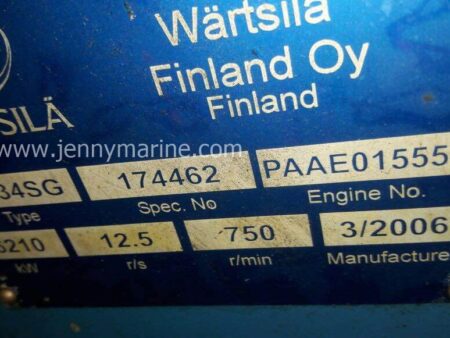 Wärtsilä
Finland Oy
Finland
SILÄ
www.jennymarine.com
34SG 174462 PAAE01555
Type Spec. No Engine No.
6210 12.5 750 3/2006
kW r/s r/min Manufacture